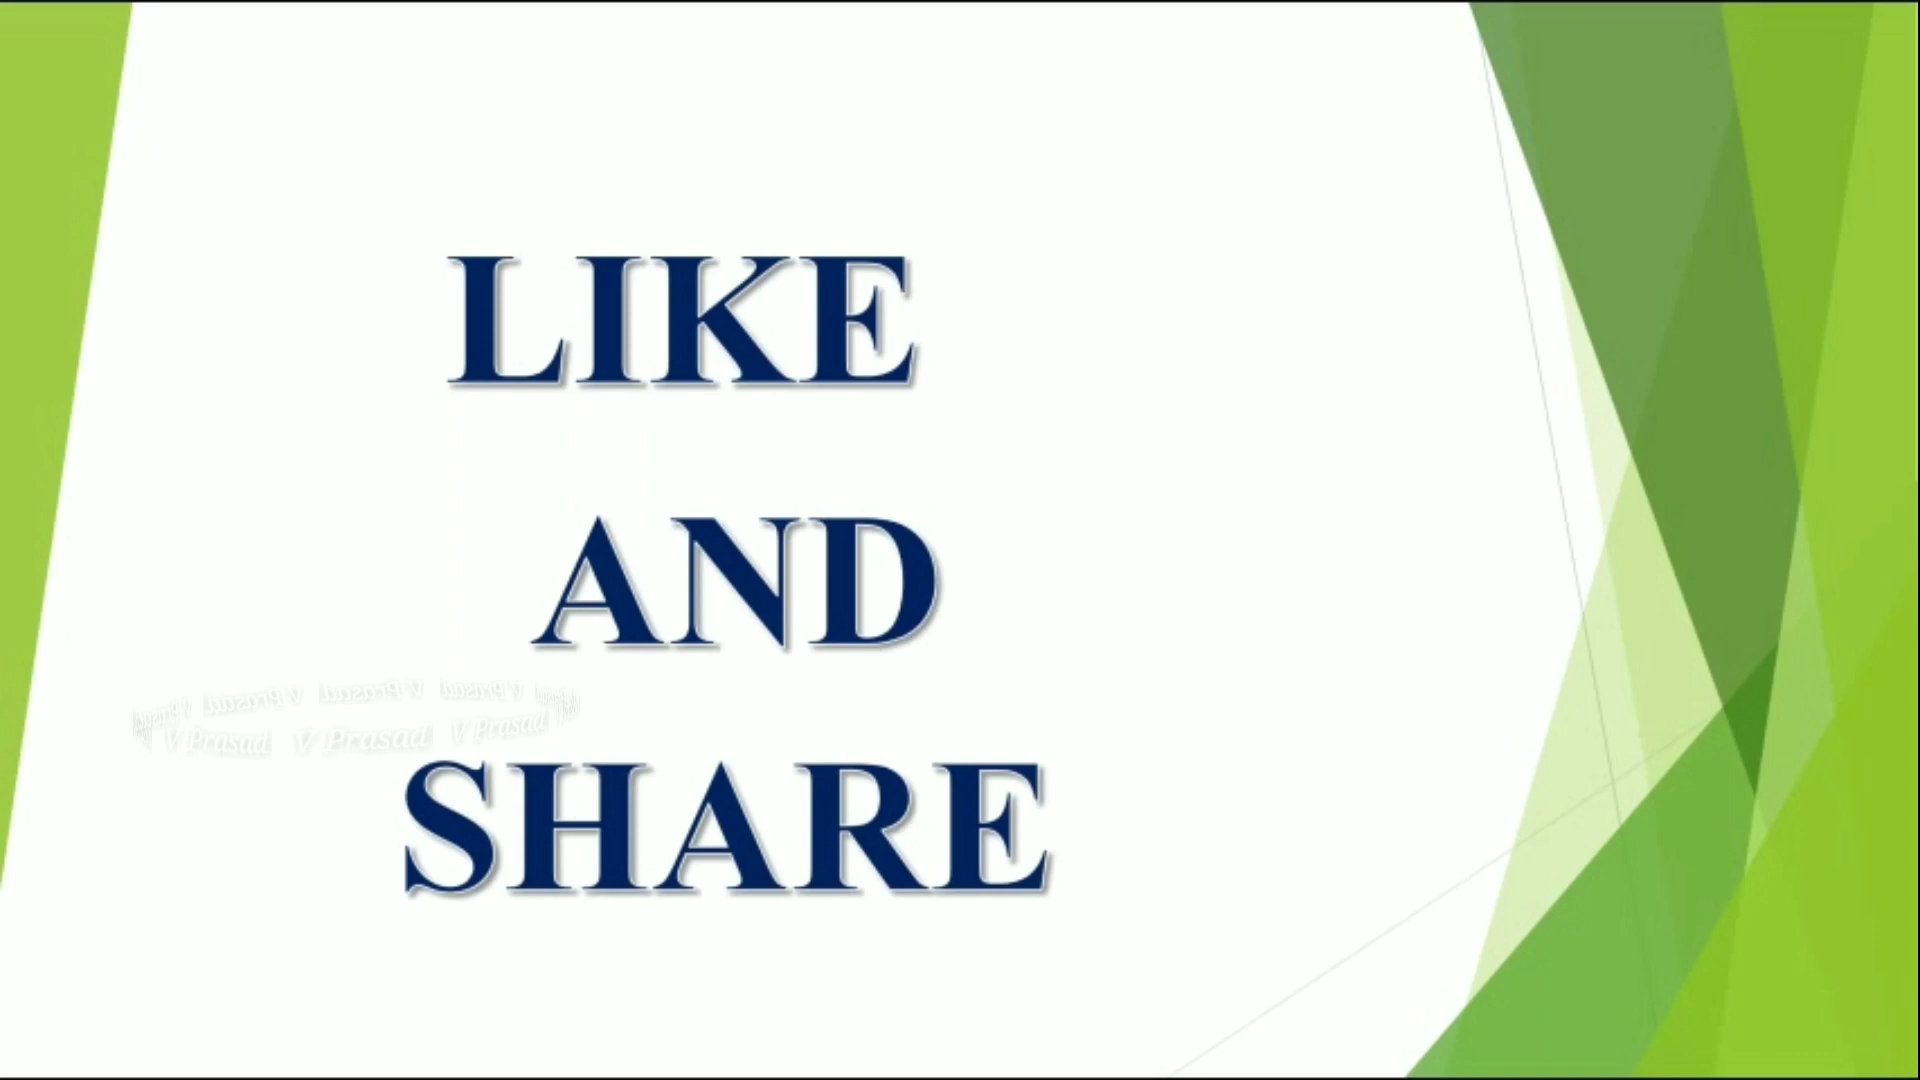 LIKE
AND
V Prasad V Prasad V Prasad
SHARE